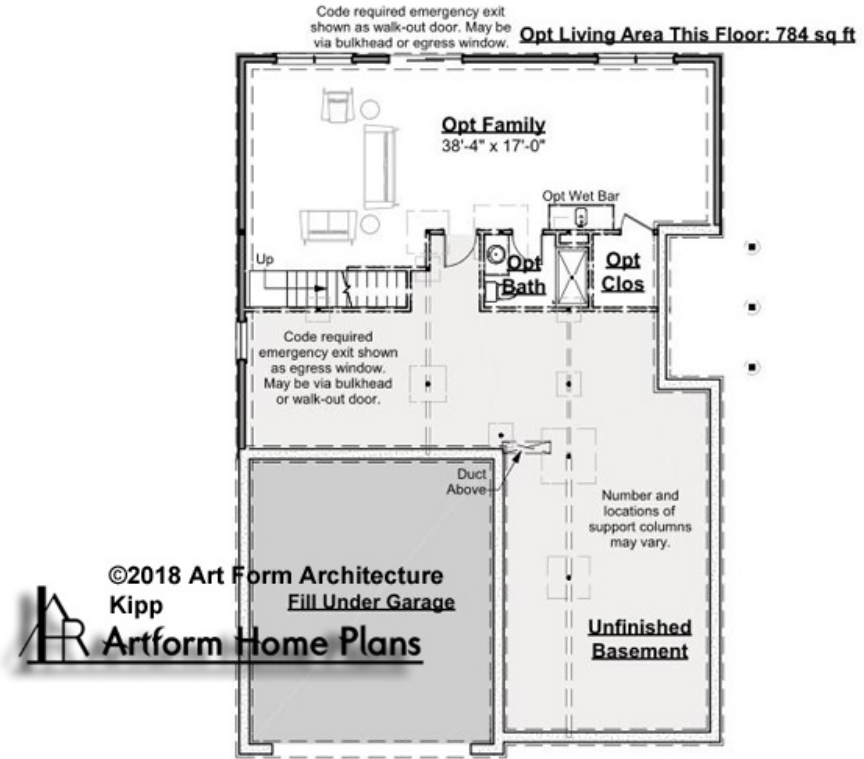 Code required emergency exit
shown as walk-out door. May be
via bulkhead or egress window.
Opt Living Area This Floor: 784 sq ft
Opt Family
38'-4" x 17'-0"
Opt Wet Bar
Up
Opt
Bath
Opt
Clos
Code required
emergency exit shown
as egress window.
May be via bulkhead
or walk-out door.
Duct
Above
Number and
locations of
support columns
may vary.
©2018 Art Form Architecture
Kipp
Fill Under Garage
Artform Home Plans
Unfinished
Basement